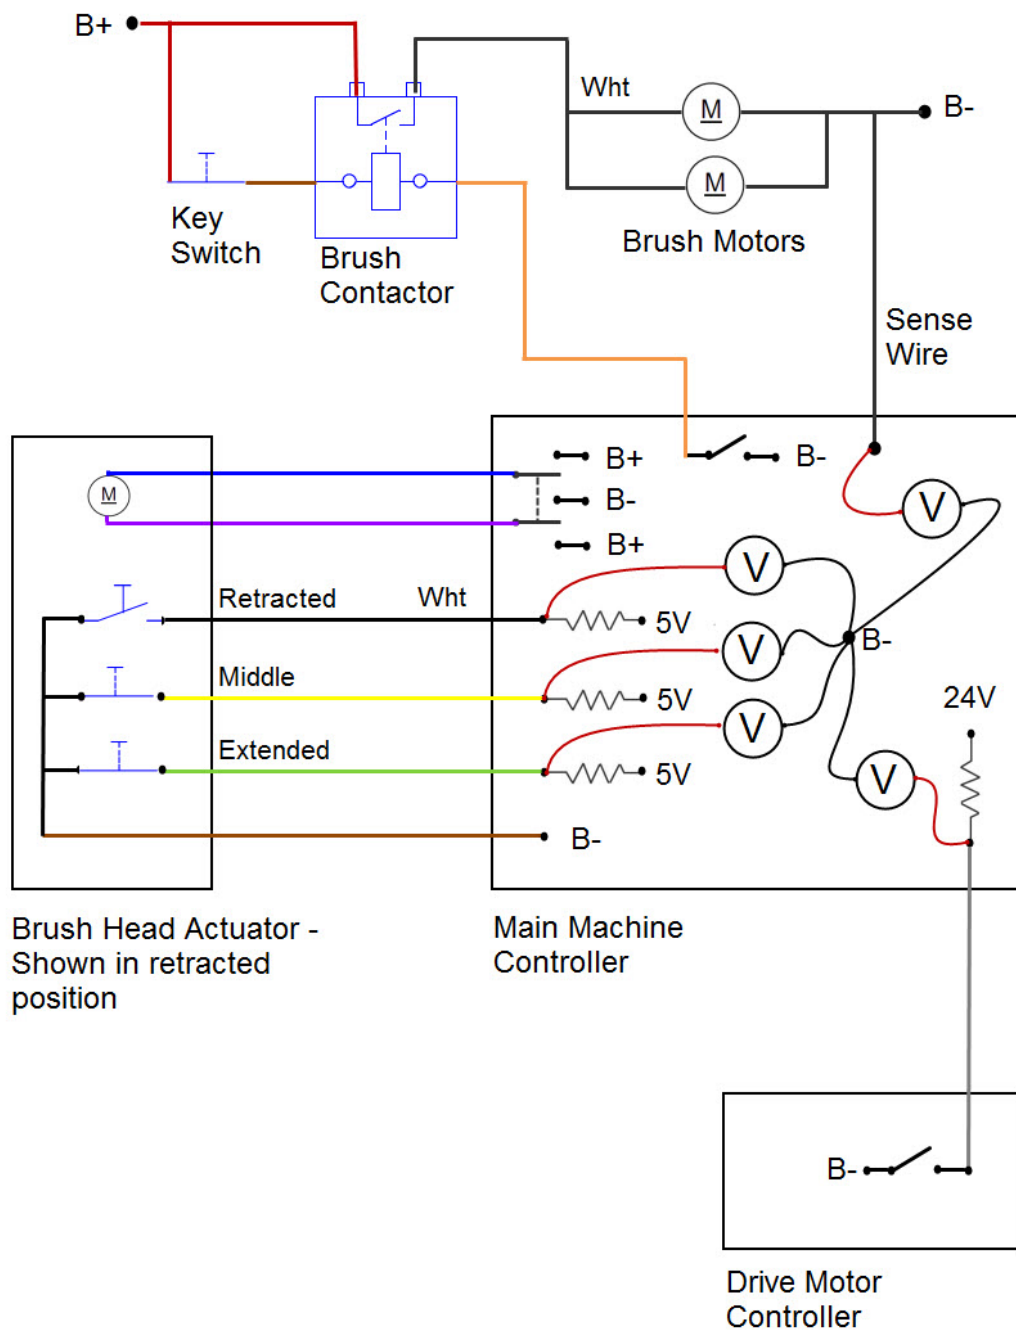 B+
Wht
M
B-
M
Key
Switch
Brush
Contactor
Brush Motors
Sense
Wire
B+
B-
M
B-
V
B+
V
Retracted
Wht
5V
B-
V
Middle
5V
24V
V
Extended
5V
V
B-
Brush Head Actuator -
Shown in retracted
position
Main Machine
Controller
B-
Drive Motor
Controller